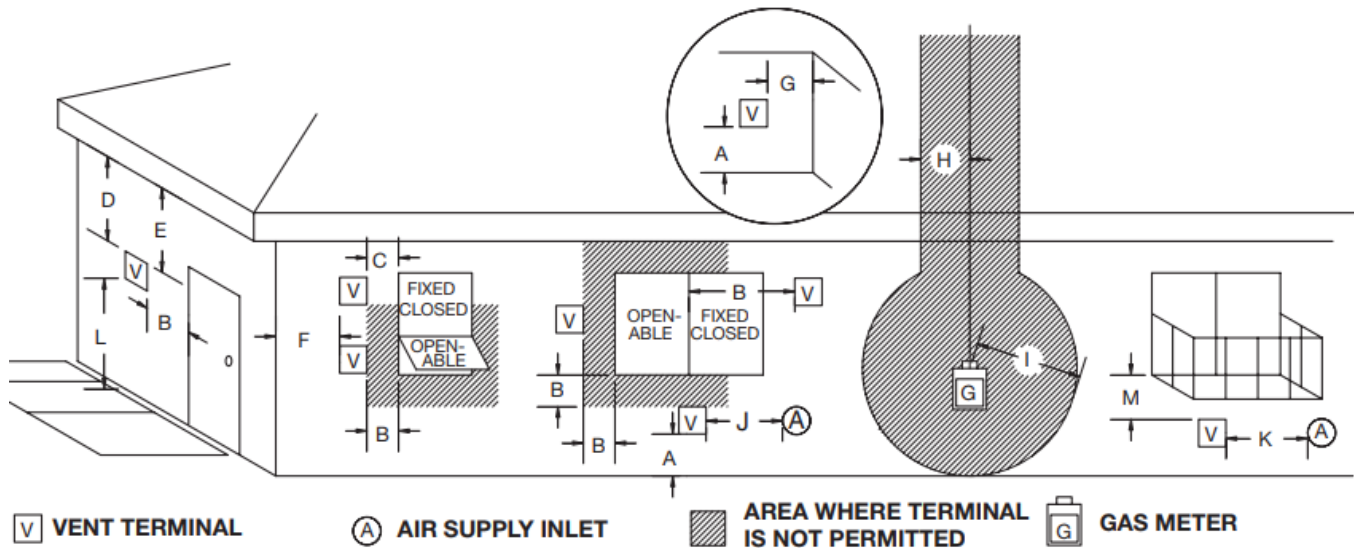 G
V
A
H
D
E
V
B
L
F
C
V
FIXED
CLOSED
V
OPEN-
ABLE
B
V
OPEN-
ABLE
B
FIXED
CLOSED
V
B
B
V
J
A
A
I
G
M
V
K
A
V VENT TERMINAL
A AIR SUPPLY INLET
AREA WHERE TERMINAL
IS NOT PERMITTED
G GAS METER